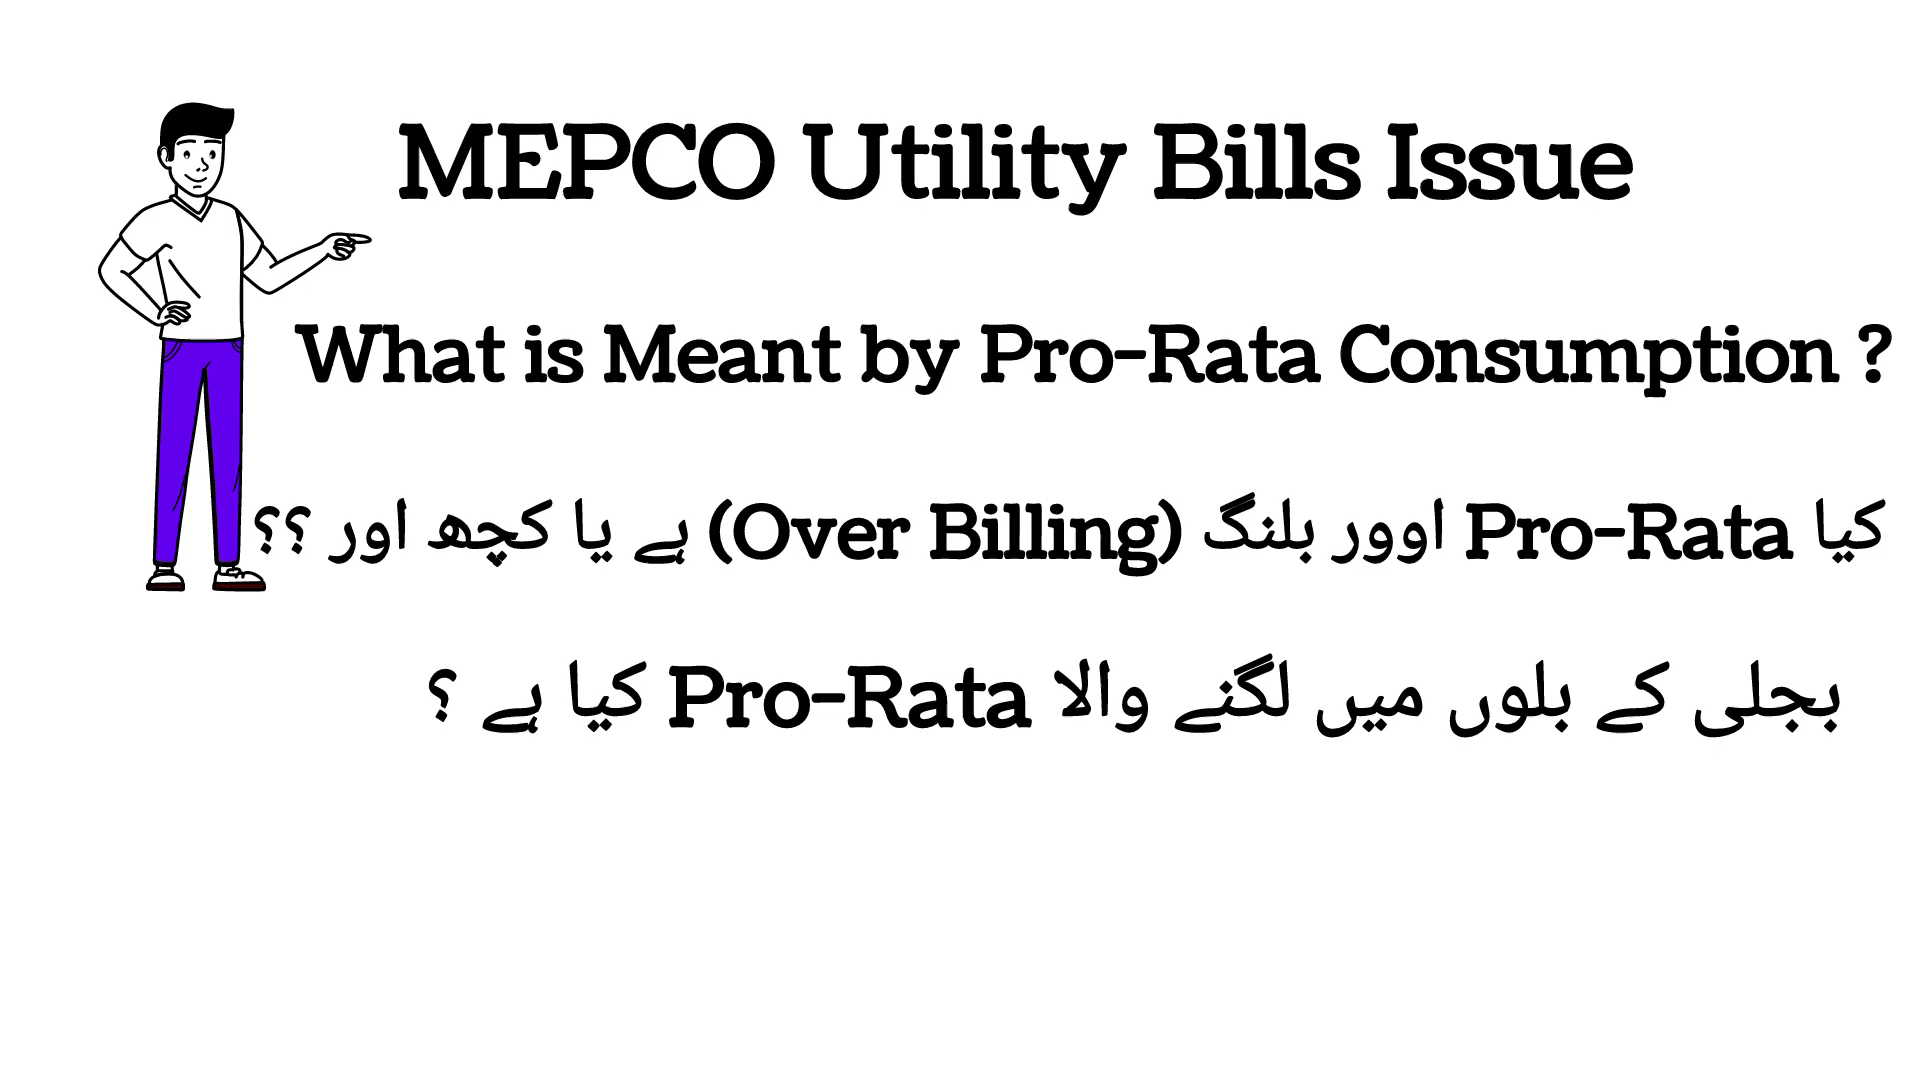 MEPCO Utility Bills Issue
What is Meant by Pro-Rata Consumption ?
کیا Pro-Rata اوور بلنگ (Over Billing) ہے یا کچھ اور ؟؟
بجلی کے بلوں میں لگنے والا Pro-Rata کیا ہے ؟